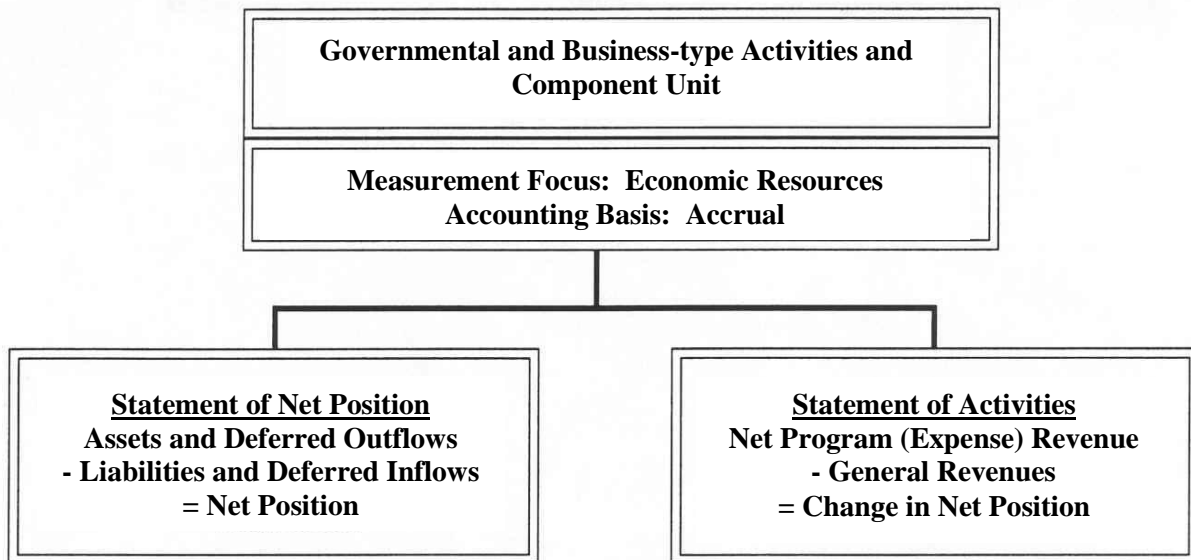 Governmental and Business-type Activities and
Component Unit
Measurement Focus: Economic Resources
Accounting Basis: Accrual
Statement of Net Position
Assets and Deferred Outflows
- Liabilities and Deferred Inflows
= Net Position
Statement of Activities
Net Program (Expense) Revenue
- General Revenues
= Change in Net Position